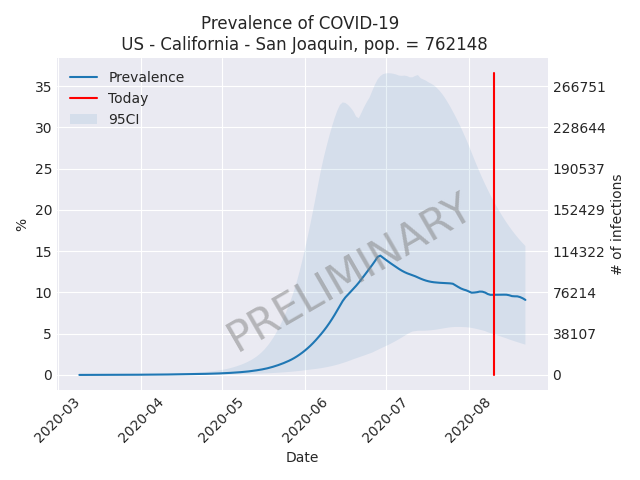 Prevalence of COVID-19
US - California - San Joaquin, pop. = 762148
Prevalence
Today
95CI
35
30
25
20
15
10
5
0
%
266751
228644
190537
152429
114322
76214
38107
0
# of infections
PRELIMINARY
2020-03
2020-04
2020-05
2020-06
2020-07
2020-08
Date